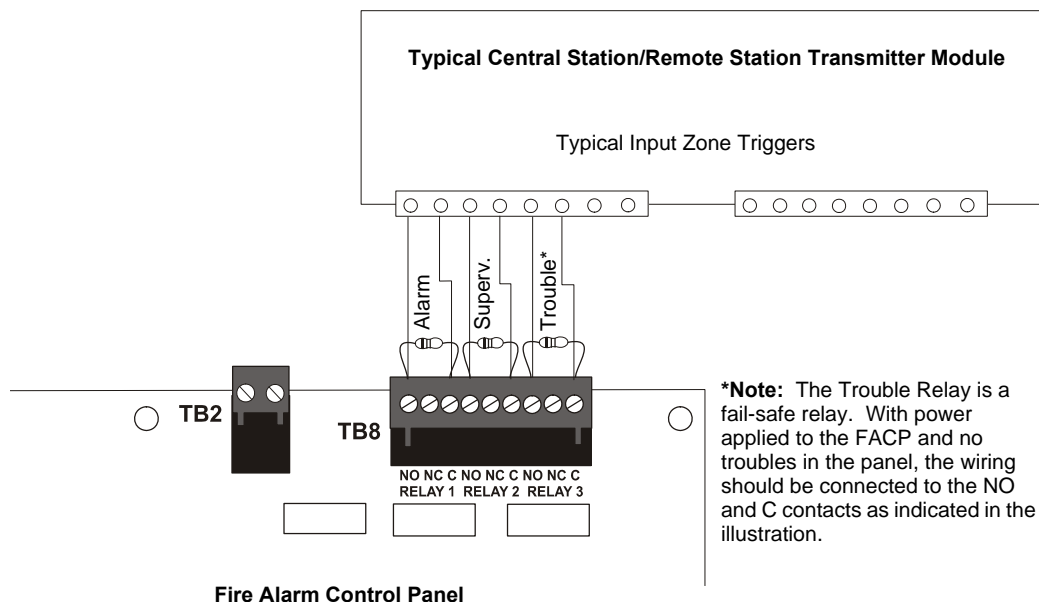 Typical Central Station/Remote Station Transmitter Module
Typical Input Zone Triggers
Alarm
Superv.
Trouble*
TB2
TB8
NO NC C NO NC C NO NC C
RELAY 1 RELAY 2 RELAY 3
*Note: The Trouble Relay is a
fail-safe relay. With power
applied to the FACP and no
troubles in the panel, the wiring
should be connected to the NO
and C contacts as indicated in the
illustration.
Fire Alarm Control Panel